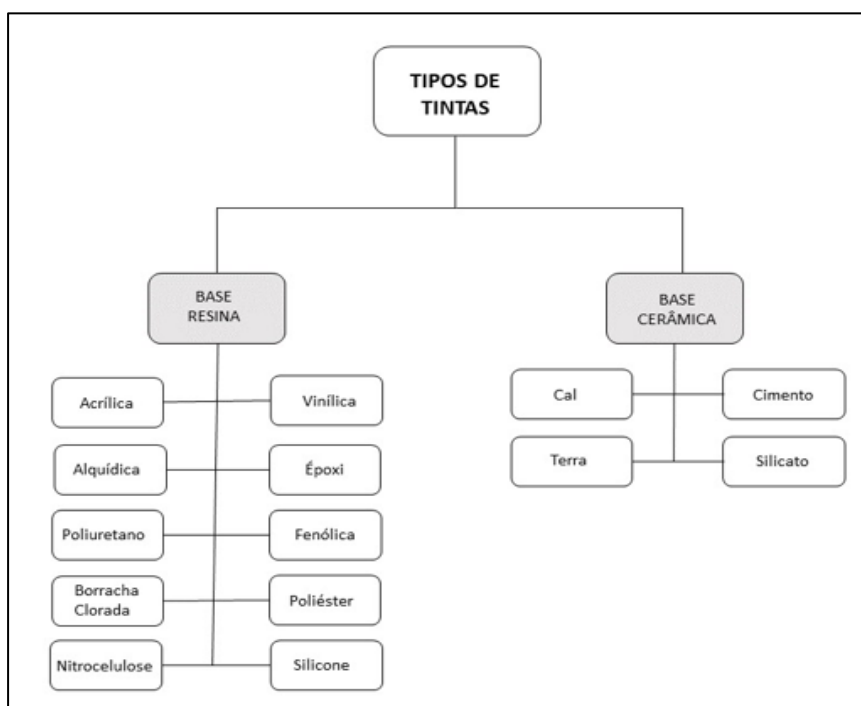 TIPOS DE
TINTAS
BASE
RESINA
BASE
CERÂMICA
Acrílica
Vinílica
Alquídica
Époxi
Poliuretano
Fenólica
Borracha
Clorada
Poliéster
Nitrocelulose
Silicone
Cal
Cimento
Terra
Silicato